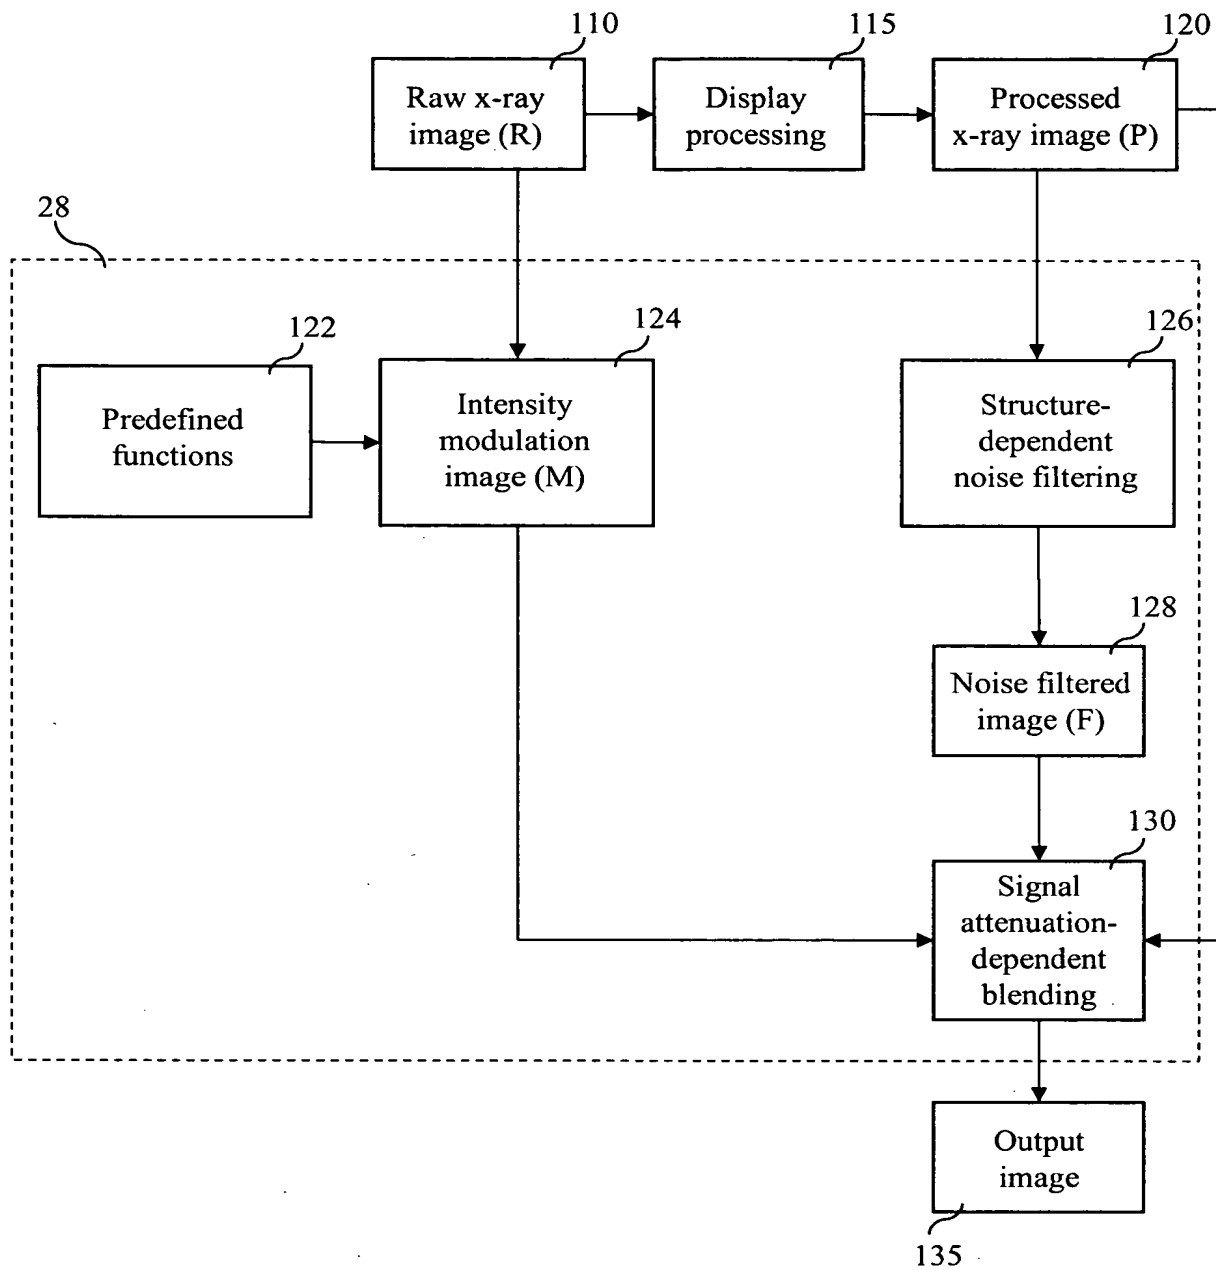 110
115
120
Raw x-ray
image (R)
Display
processing
Processed
x-ray image (P)
28
122
124
126
Predefined
functions
Intensity
modulation
image (M)
Structure-
dependent
noise filtering
128
Noise filtered
image (F)
130
Signal
attenuation-
dependent
blending
Output
image
135